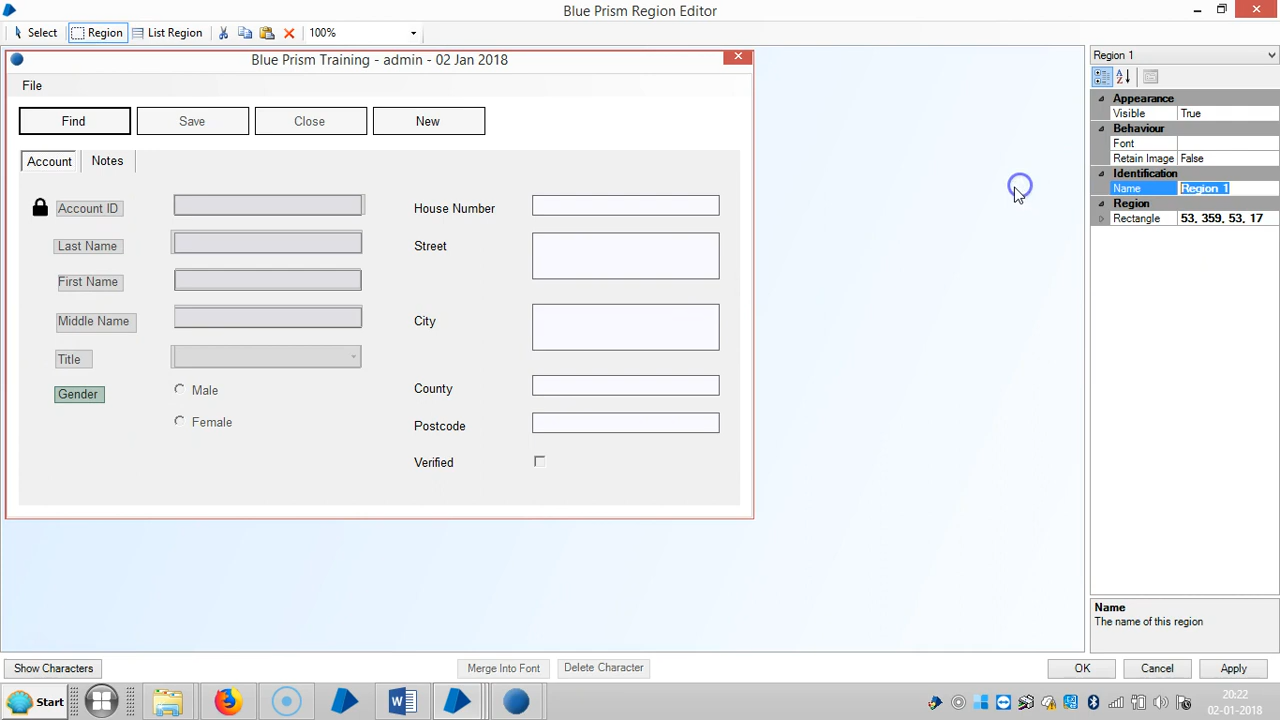 Blue Prism Region Editor
Select Region List Region 100%
Blue Prism Training - admin - 02 Jan 2018
File
Find Save Close New
Account Notes
Account ID
Last Name
First Name
Middle Name
Title
Gender
Male
Female
House Number
Street
City
County
Postcode
Verified
Region 1
Appearance
Visible True
Behaviour
Font
Retain Image False
Identification
Name Region 1
Region
Rectangle 53, 359, 53, 17
Name
The name of this region
Show Characters Merge Into Font Delete Character OK Cancel Apply
Start
20:22
02-01-2018